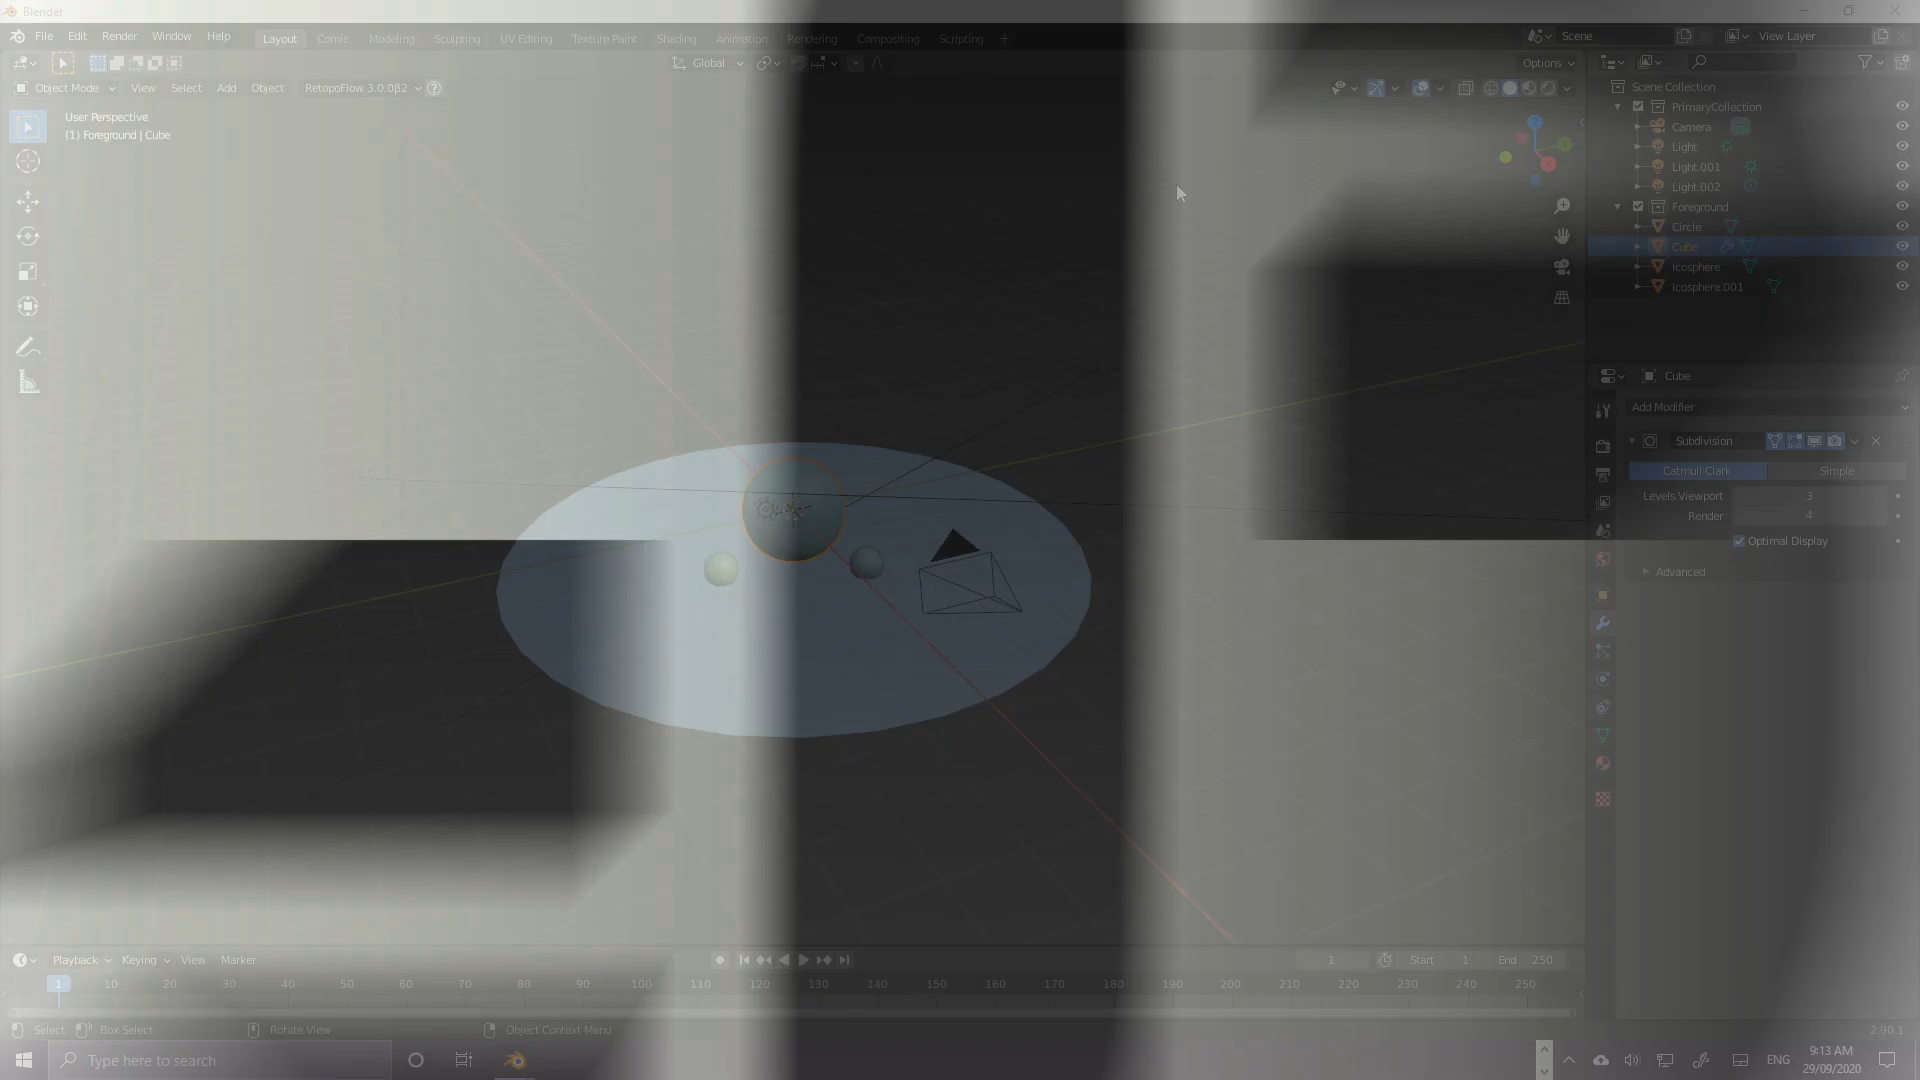 Blender
File Edit Render Window Help Layout Comic Modeling Sculpting UV Editing Texture Paint Shading Animation Rendering Compositing Scripting + Scene View Layer
Global Options
Object Mode View Select Add Object RetopoFlow 3.0.0β2
User Perspective
(1) Foreground | Cube
Scene Collection
PrimaryCollection
Camera
Light
Light.001
Light.002
Foreground
Circle
Cube
Icosphere
Icosphere.001
Cube
Add Modifier
Subdivision
Catmull-Clark Simple
Levels Viewport 3
Render 4
Optimal Display
Advanced
Playback Keying View Marker 1 Start 1 End 250
1 10 20 30 40 50 60 70 80 90 100 110 120 130 140 150 160 170 180 190 200 210 220 230 240 250
Select Box Select Rotate View Object Context Menu 2.90.1
Type here to search ENG 9:13 AM
29/09/2020